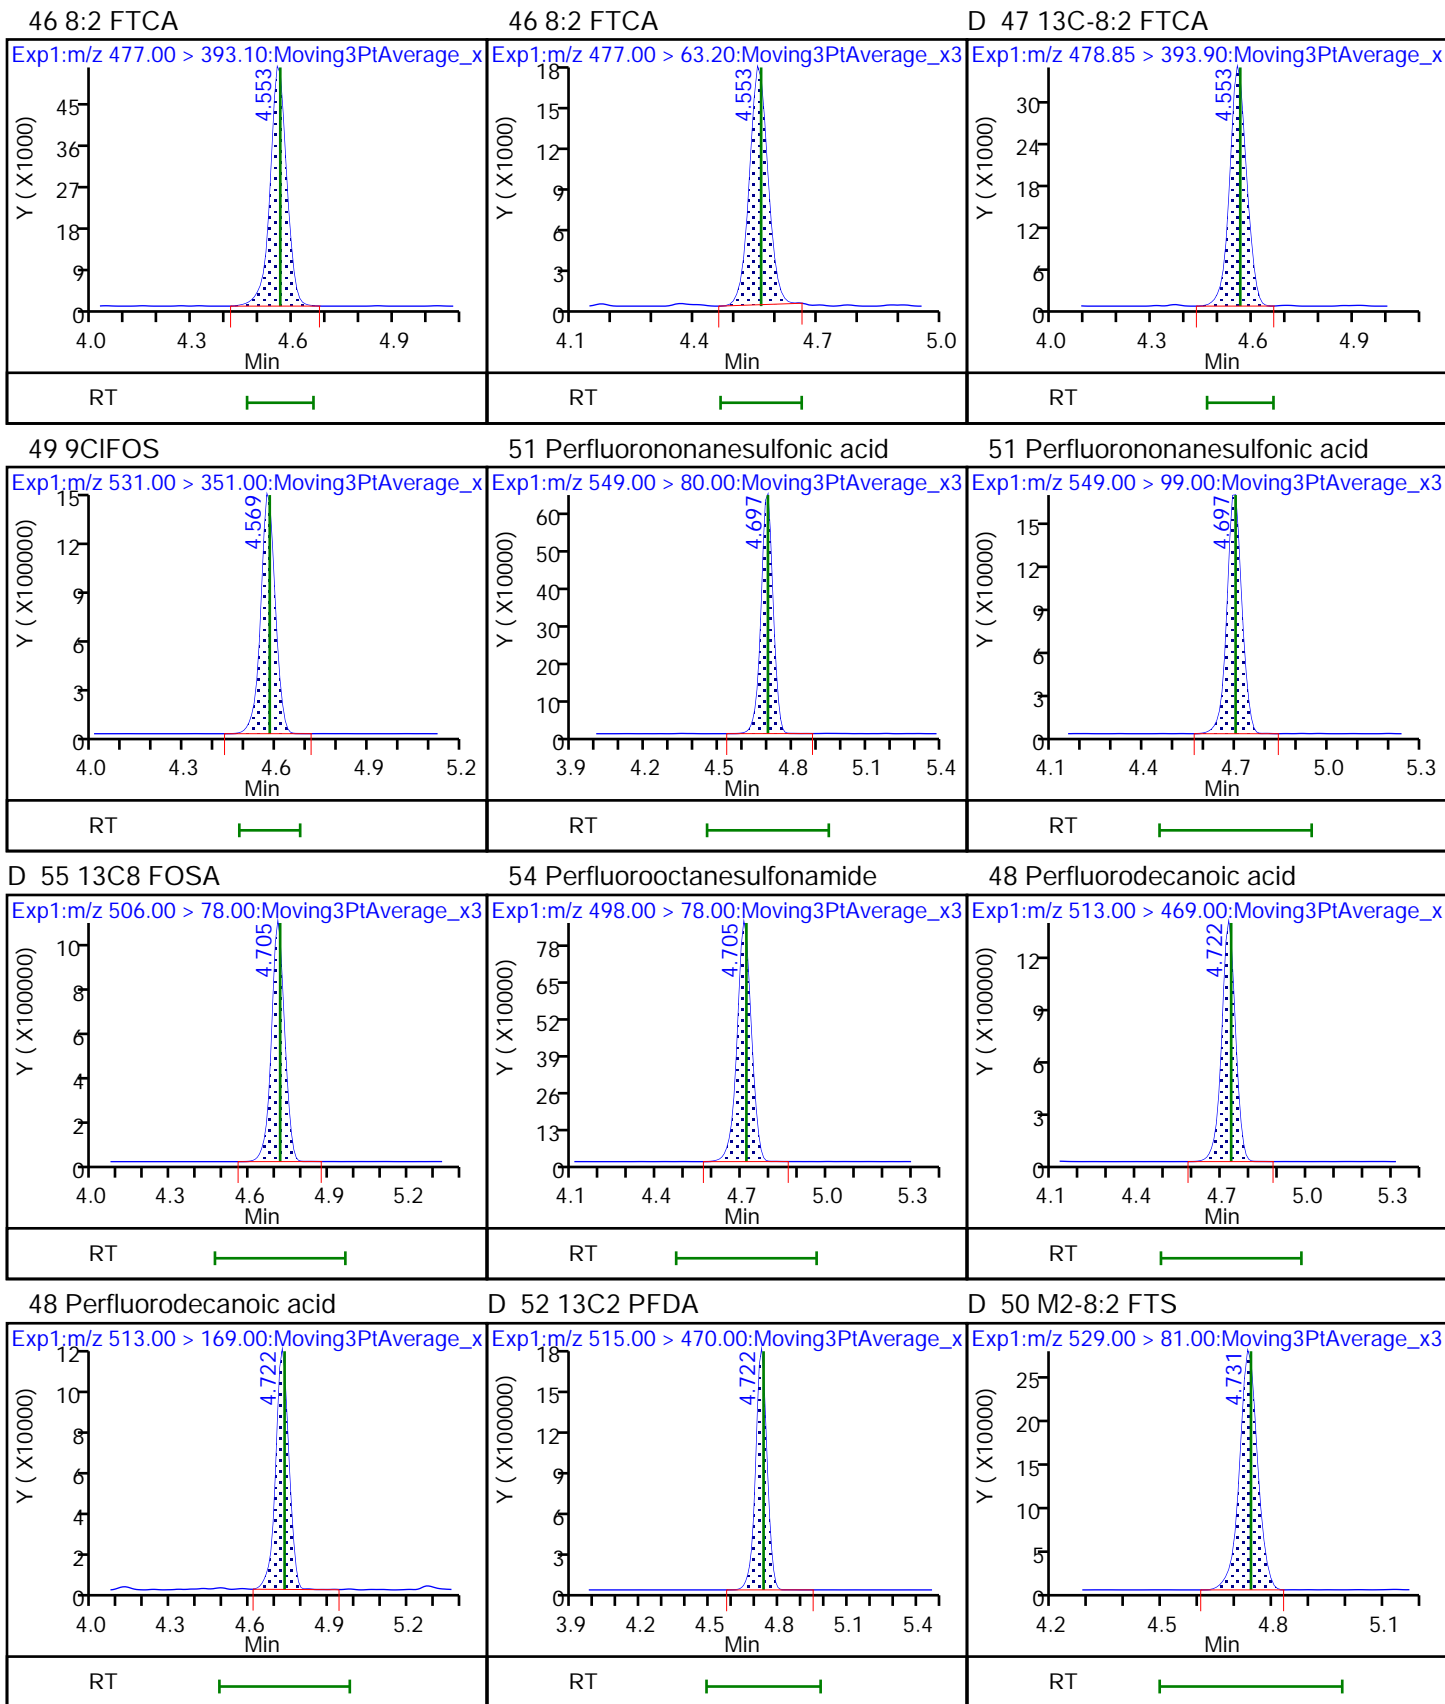 46 8:2 FTCA
Exp1:m/z 477.00 > 393.10:Moving3PtAverage_x
4.553
Y ( X1000)
45
36
27
18
9
0
4.0 4.3 4.6 4.9
Min
RT
46 8:2 FTCA
Exp1:m/z 477.00 > 63.20:Moving3PtAverage_x3
4.553
Y ( X1000)
18
15
12
9
6
3
0
4.1 4.4 4.7 5.0
Min
RT
D 47 13C-8:2 FTCA
Exp1:m/z 478.85 > 393.90:Moving3PtAverage_x
4.553
Y ( X1000)
30
24
18
12
6
0
4.0 4.3 4.6 4.9
Min
RT
49 9ClFOS
Exp1:m/z 531.00 > 351.00:Moving3PtAverage_x
4.569
Y ( X100000)
15
12
9
6
3
0
4.0 4.3 4.6 4.9 5.2
Min
RT
51 Perfluorononanesulfonic acid
Exp1:m/z 549.00 > 80.00:Moving3PtAverage_x3
4.697
Y ( X10000)
60
50
40
30
20
10
0
3.9 4.2 4.5 4.8 5.1 5.4
Min
RT
51 Perfluorononanesulfonic acid
Exp1:m/z 549.00 > 99.00:Moving3PtAverage_x3
4.697
Y ( X10000)
15
12
9
6
3
0
4.1 4.4 4.7 5.0 5.3
Min
RT
D 55 13C8 FOSA
Exp1:m/z 506.00 > 78.00:Moving3PtAverage_x3
4.705
Y ( X100000)
10
8
6
4
2
0
4.0 4.3 4.6 4.9 5.2
Min
RT
54 Perfluorooctanesulfonamide
Exp1:m/z 498.00 > 78.00:Moving3PtAverage_x3
4.705
Y ( X10000)
78
65
52
39
26
13
0
4.1 4.4 4.7 5.0 5.3
Min
RT
48 Perfluorodecanoic acid
Exp1:m/z 513.00 > 469.00:Moving3PtAverage_x
4.722
Y ( X100000)
12
9
6
3
0
4.1 4.4 4.7 5.0 5.3
Min
RT
48 Perfluorodecanoic acid
Exp1:m/z 513.00 > 169.00:Moving3PtAverage_x
4.722
Y ( X10000)
12
10
8
6
4
2
0
4.0 4.3 4.6 4.9 5.2
Min
RT
D 52 13C2 PFDA
Exp1:m/z 515.00 > 470.00:Moving3PtAverage_x
4.722
Y ( X100000)
18
15
12
9
6
3
0
3.9 4.2 4.5 4.8 5.1 5.4
Min
RT
D 50 M2-8:2 FTS
Exp1:m/z 529.00 > 81.00:Moving3PtAverage_x3
4.731
Y ( X10000)
25
20
15
10
5
0
4.2 4.5 4.8 5.1
Min
RT